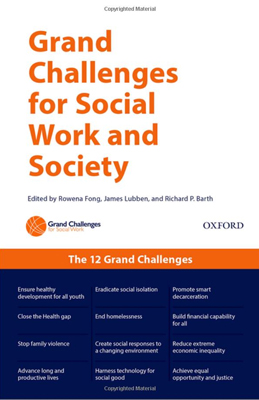 Copyrighted Material
Grand
Challenges
for Social
Work and
Society
Edited by Rowena Fong, James Lubben, and Richard P. Barth
Grand Challenges
for Social Work
OXFORD
The 12 Grand Challenges
Ensure healthy
development for all youth
Eradicate social isolation
Promote smart
decarceration
Close the Health gap
End homelessness
Build financial capability
for all
Stop family violence
Create social responses to
a changing environment
Reduce extreme
economic inequality
Advance long and
productive lives
Harness technology for
social good
Achieve equal
opportunity and justice
Copyrighted Material